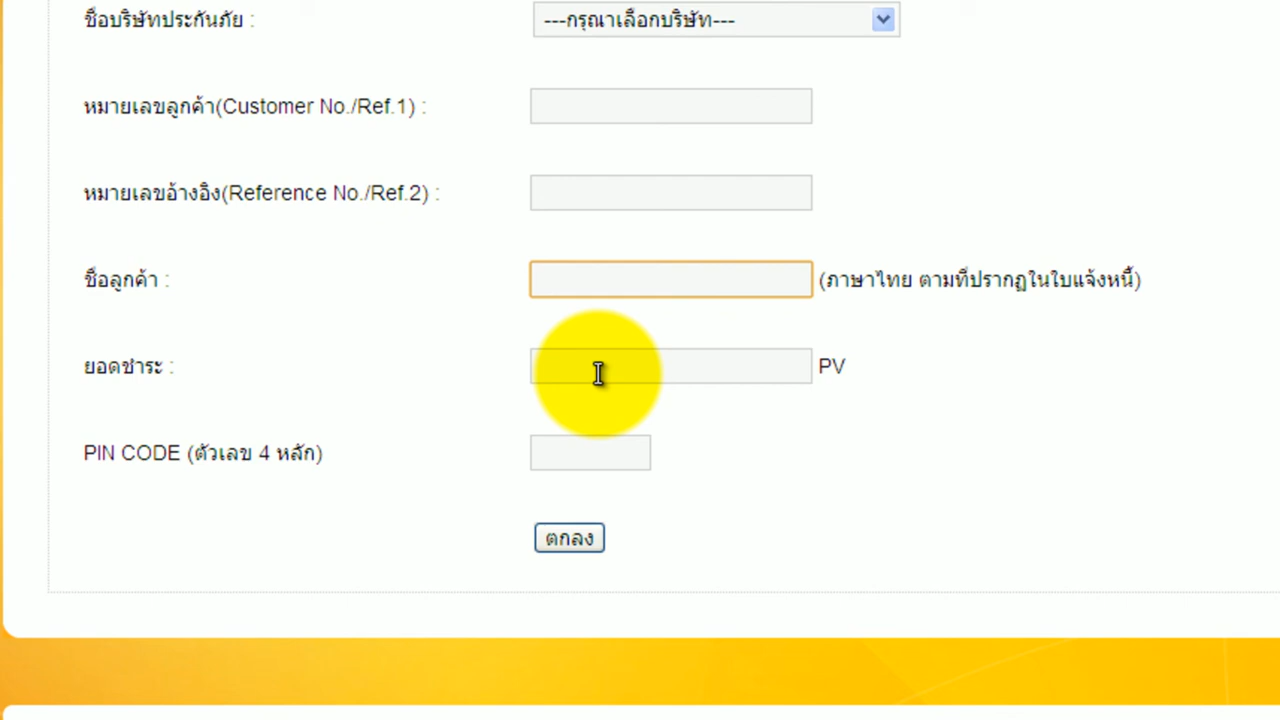 ชื่อบริษัทประกันภัย : ---กรุณาเลือกบริษัท---
หมายเลขลูกค้า(Customer No./Ref.1) :
หมายเลขอ้างอิง(Reference No./Ref.2) :
ชื่อลูกค้า : (ภาษาไทย ตามที่ปรากฏในใบแจ้งหนี้)
ยอดชำระ : PV
PIN CODE (ตัวเลข 4 หลัก)
ตกลง